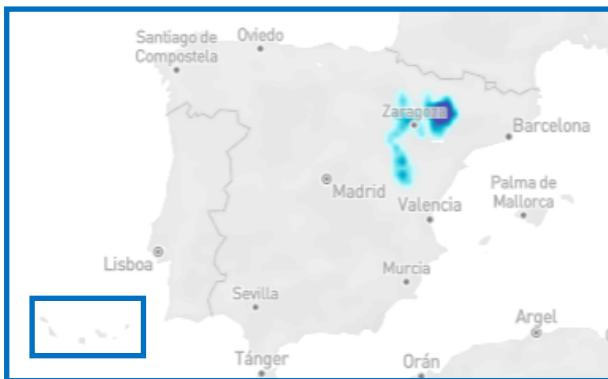 Santiago de
Compostela
Oviedo
Zaragoza
Barcelona
Madrid
Palma de
Mallorca
Valencia
Lisboa
Murcia
Sevilla
Argel
Tánger
Orán